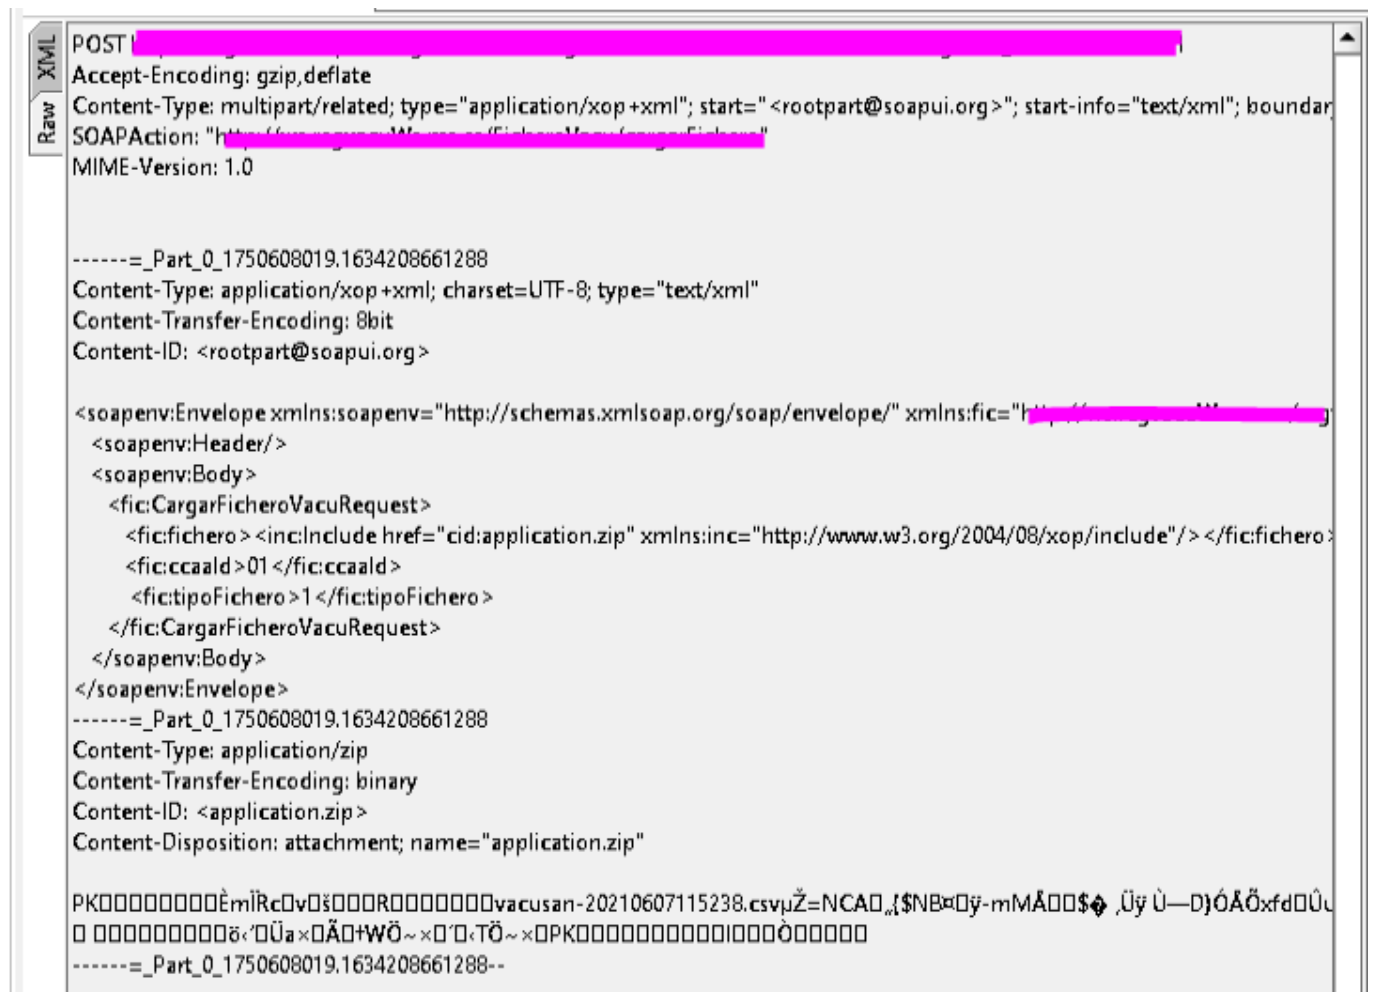 XML
Raw
POST
Accept-Encoding: gzip,deflate
Content-Type: multipart/related; type="application/xop+xml"; start="<rootpart@soapui.org>"; start-info="text/xml"; boundar
SOAPAction: "h
MIME-Version: 1.0
------=_Part_0_1750608019.1634208661288
Content-Type: application/xop+xml; charset=UTF-8; type="text/xml"
Content-Transfer-Encoding: 8bit
Content-ID: <rootpart@soapui.org>
<soapenv:Envelope xmlns:soapenv="http://schemas.xmlsoap.org/soap/envelope/" xmlns:fic="h
<soapenv:Header/>
<soapenv:Body>
<fic:CargarFicheroVacuRequest>
<fic:fichero><inc:Include href="cid:application.zip" xmlns:inc="http://www.w3.org/2004/08/xop/include"/></fic:fichero>
<fic:ccaaId>01</fic:ccaaId>
<fic:tipoFichero>1</fic:tipoFichero>
</fic:CargarFicheroVacuRequest>
</soapenv:Body>
</soapenv:Envelope>
------=_Part_0_1750608019.1634208661288
Content-Type: application/zip
Content-Transfer-Encoding: binary
Content-ID: <application.zip>
Content-Disposition: attachment; name="application.zip"
PK vacusan-20210607115238.csv
------=_Part_0_1750608019.1634208661288--